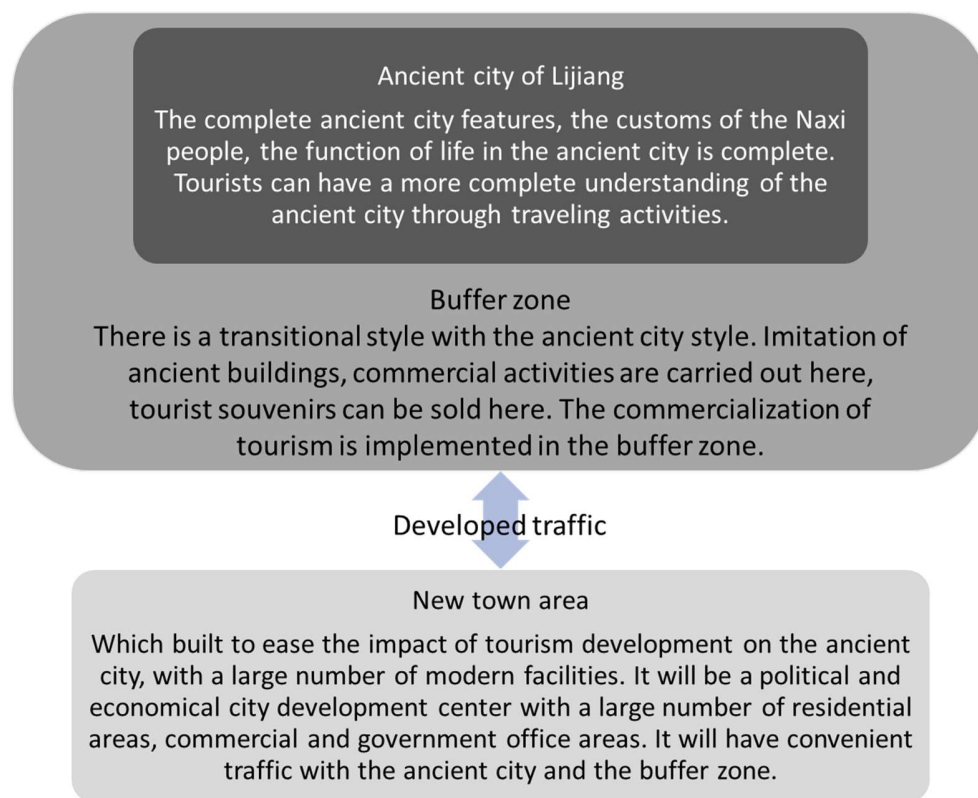 Ancient city of Lijiang
The complete ancient city features, the customs of the Naxi
people, the function of life in the ancient city is complete.
Tourists can have a more complete understanding of the
ancient city through traveling activities.
Buffer zone
There is a transitional style with the ancient city style. Imitation of
ancient buildings, commercial activities are carried out here,
tourist souvenirs can be sold here. The commercialization of
tourism is implemented in the buffer zone.
Developed traffic
New town area
Which built to ease the impact of tourism development on the ancient
city, with a large number of modern facilities. It will be a political and
economical city development center with a large number of residential
areas, commercial and government office areas. It will have convenient
traffic with the ancient city and the buffer zone.